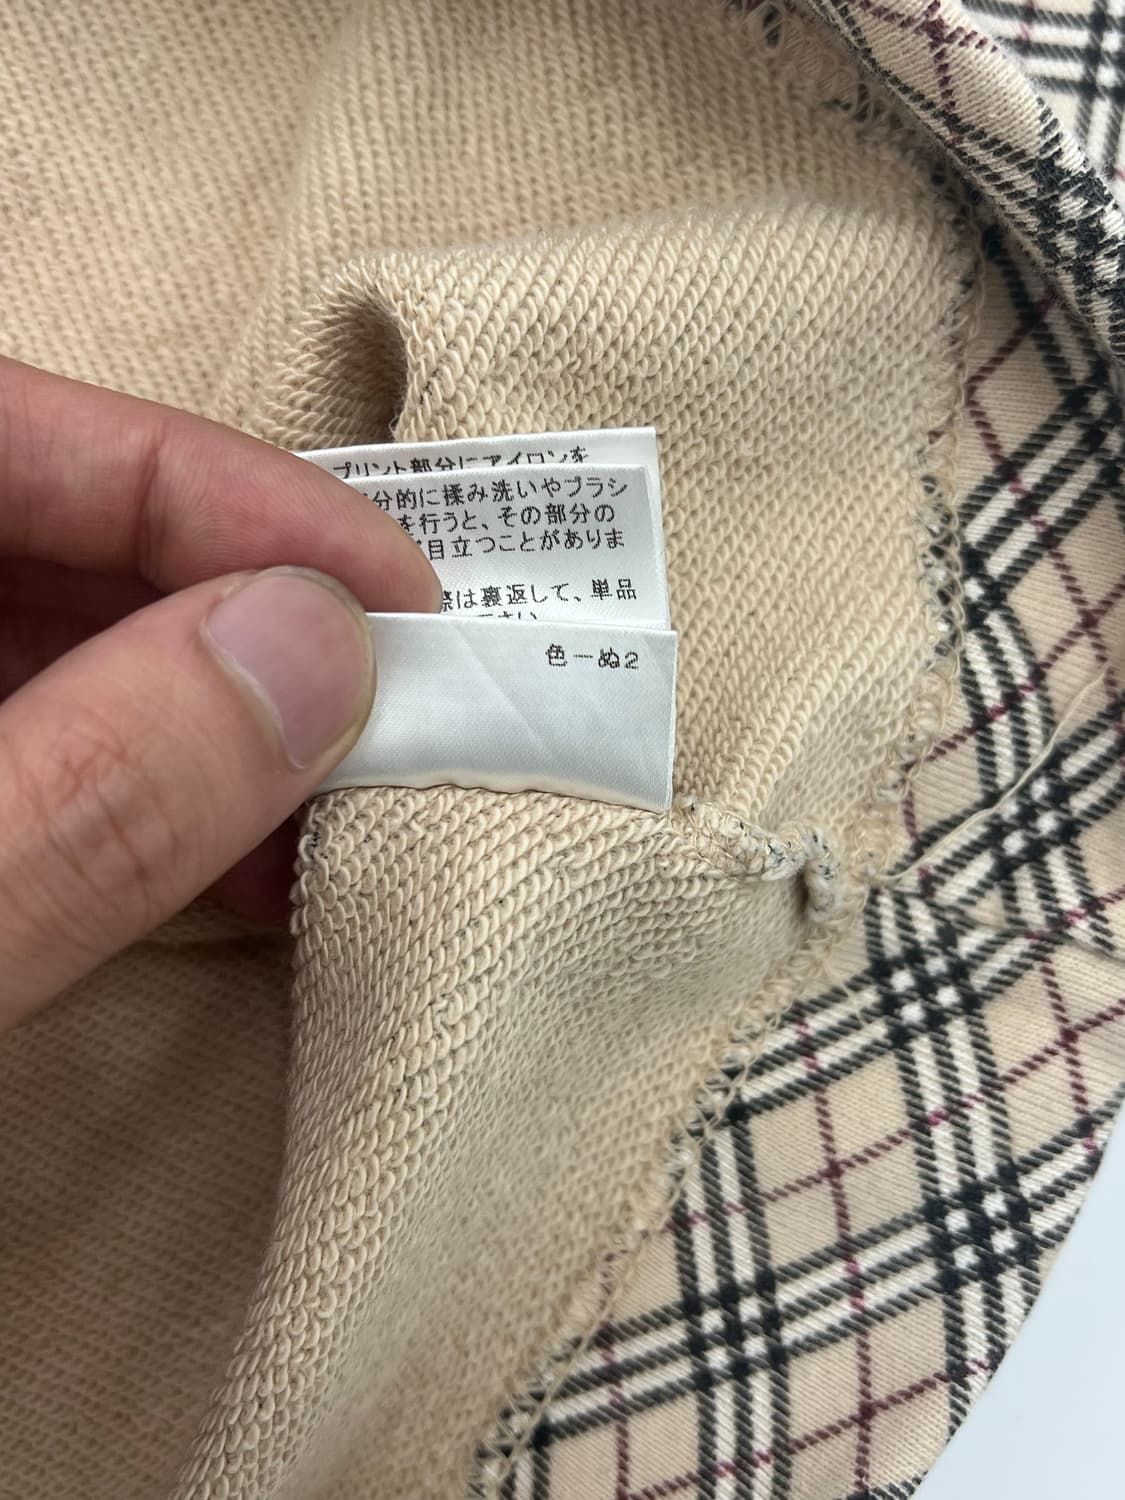 プリント部分にアイロンを
分的に揉み洗いやブラシ
を行うと、その部分の
目立つことがありま
際は裏返して、単品
さい
色ーぬ2